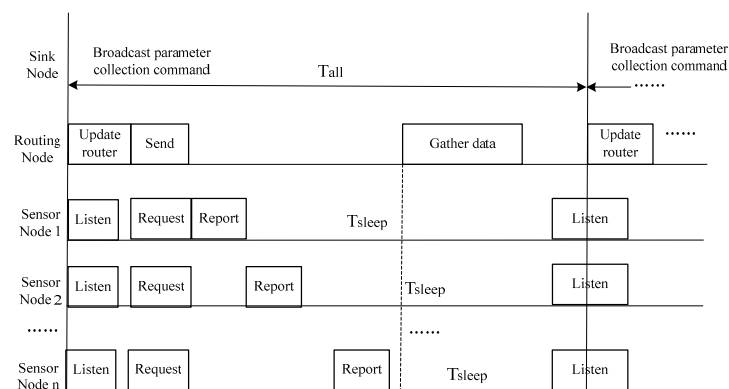 Sink
Node
Broadcast parameter
collection command
Tall
Broadcast parameter
collection command
......
Routing
Node
Update
router
Send
Gather data
Update
router
......
Sensor
Node 1
Listen
Request
Report
Tsleep
Listen
Sensor
Node 2
Listen
Request
Report
Tsleep
Listen
......
......
Sensor
Node n
Listen
Request
Report
Tsleep
Listen